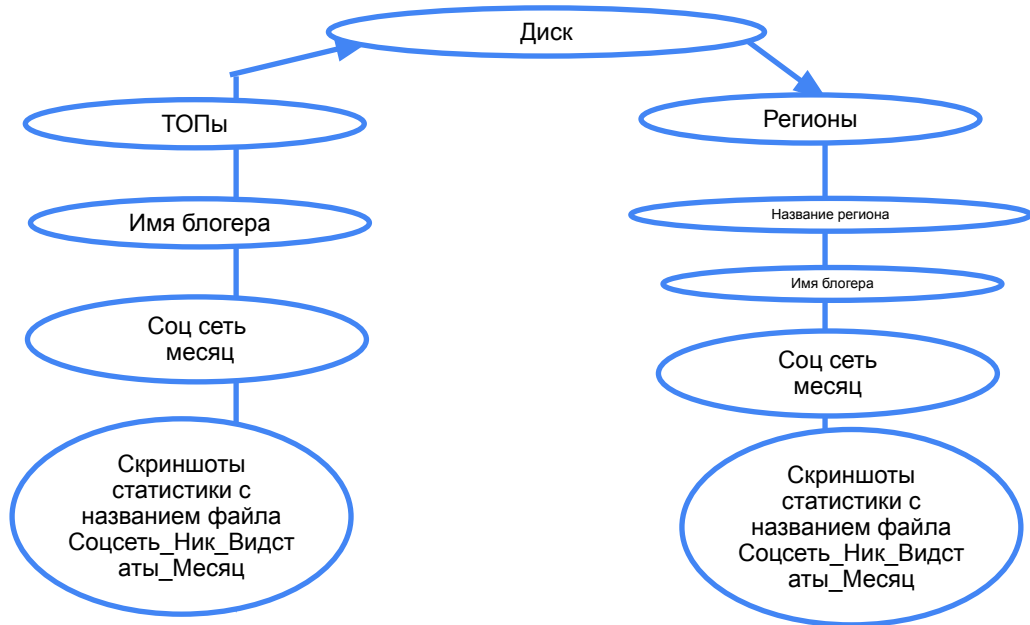 Диск
ТОПы
Имя блогера
Соц сеть
месяц
Скриншоты
статистики с
названием файла
Соцсеть_Ник_Видст
аты_Месяц
Регионы
Название региона
Имя блогера
Соц сеть
месяц
Скриншоты
статистики с
названием файла
Соцсеть_Ник_Видст
аты_Месяц